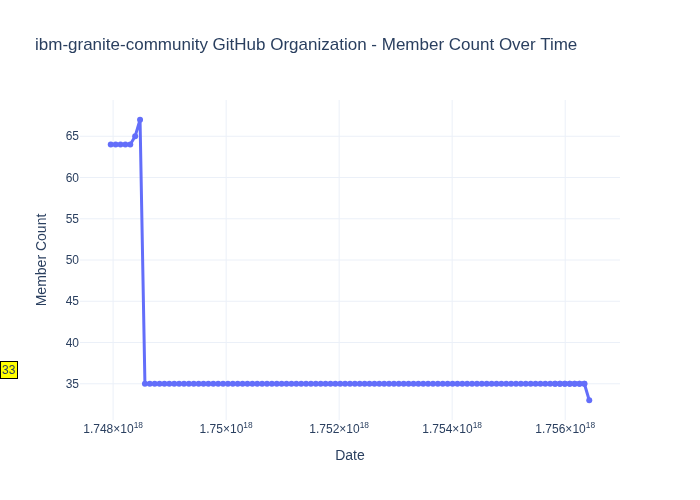 ibm-granite-community GitHub Organization - Member Count Over Time
65
60
55
50
45
40
35
Member Count
33
1.748×10¹⁸ 1.75×10¹⁸ 1.752×10¹⁸ 1.754×10¹⁸ 1.756×10¹⁸
Date